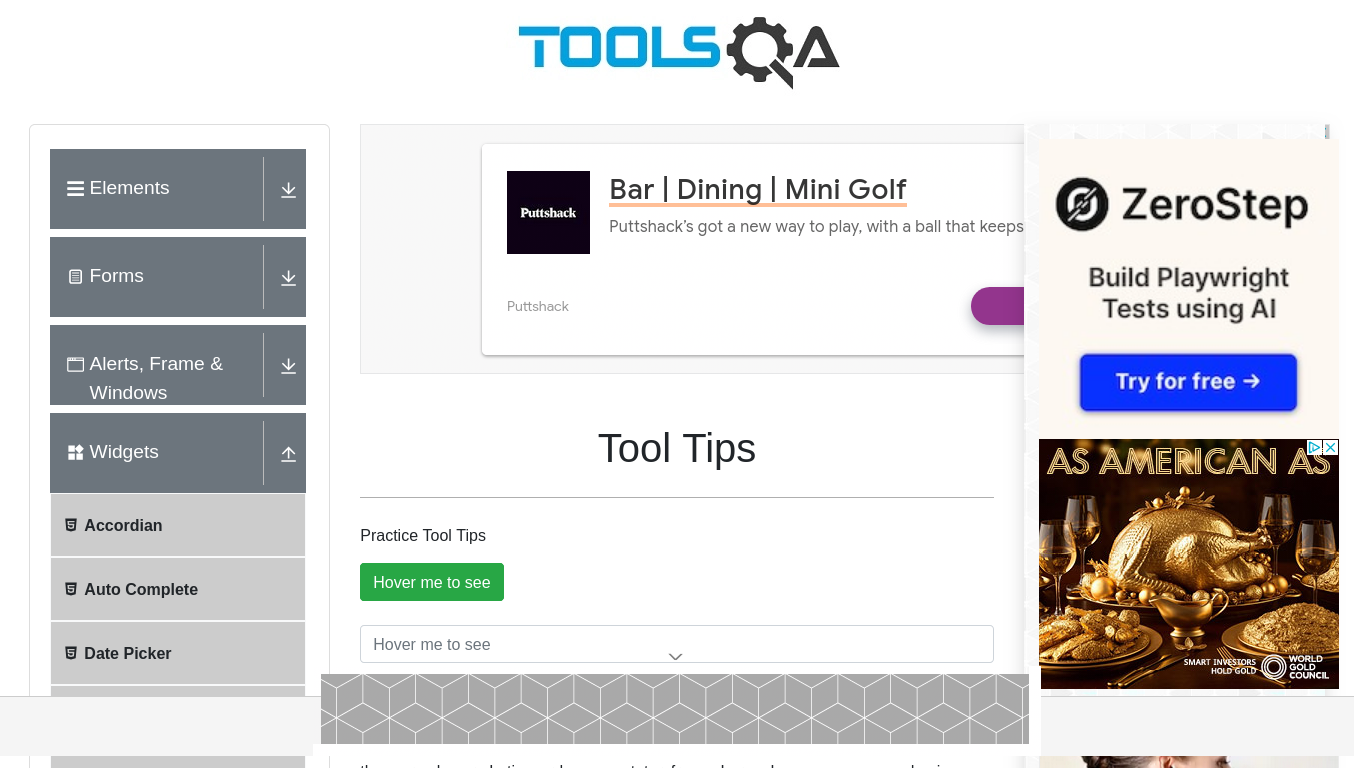 TOOLSQA
Elements
Forms
Alerts, Frame &
Windows
Widgets
Accordian
Auto Complete
Date Picker
Puttshack
Bar | Dining | Mini Golf
Puttshack’s got a new way to play, with a ball that keeps
Puttshack
Tool Tips
Practice Tool Tips
Hover me to see
Hover me to see
ZeroStep
Build Playwright
Tests using AI
Try for free →
AS AMERICAN AS
SMART INVESTORS
HOLD GOLD
WORLD
GOLD
COUNCIL